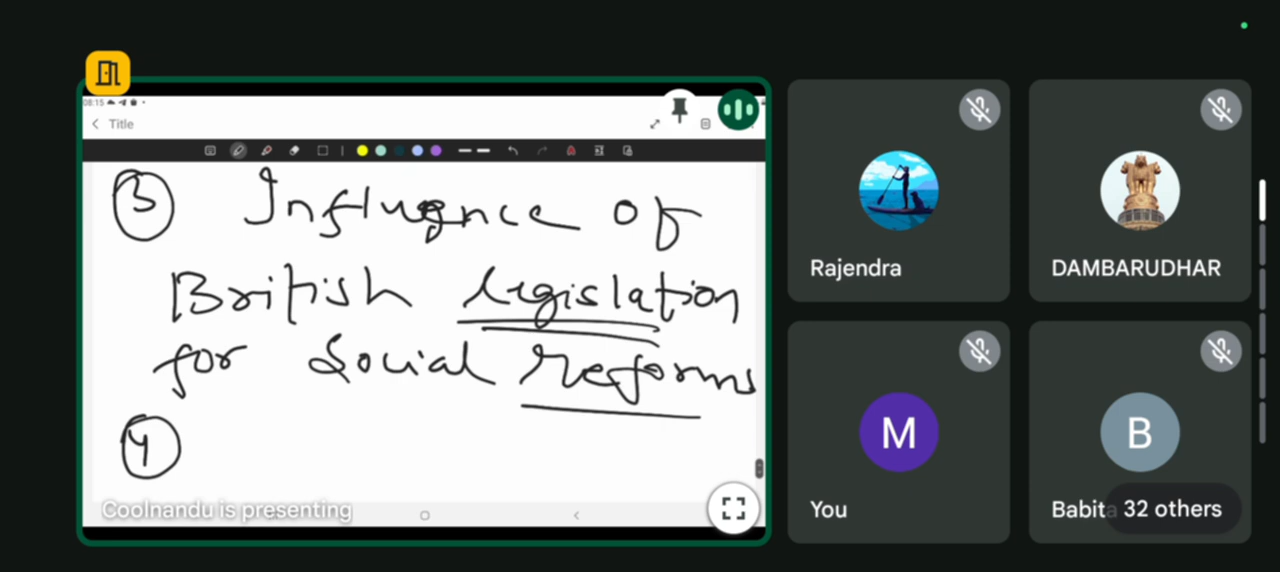 08:15
Title
3 Influence of
British legislation
for Social Reforms
4
Coolnandu is presenting
Rajendra
DAMBARUDHAR
M
You
B
Babita
32 others